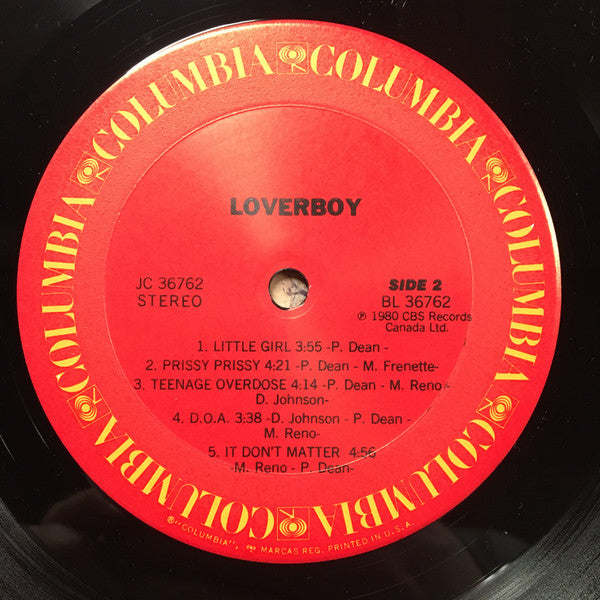 COLUMBIA COLUMBIA COLUMBIA COLUMBIA COLUMBIA COLUMBIA COLUMBIA COLUMBIA
LOVERBOY
JC 36762
STEREO
SIDE 2
BL 36762
℗ 1980 CBS Records
Canada Ltd.
1. LITTLE GIRL 3:55 -P. Dean -
2. PRISSY PRISSY 4:21 -P. Dean - M. Frenette-
3. TEENAGE OVERDOSE 4:14 -P. Dean - M. Reno -
D. Johnson-
4. D.O.A. 3:38 -D. Johnson - P. Dean -
M. Reno-
5. IT DON'T MATTER 4:56
-M. Reno - P. Dean-
®"COLUMBIA", MARCAS REG. PRINTED IN U.S.A.